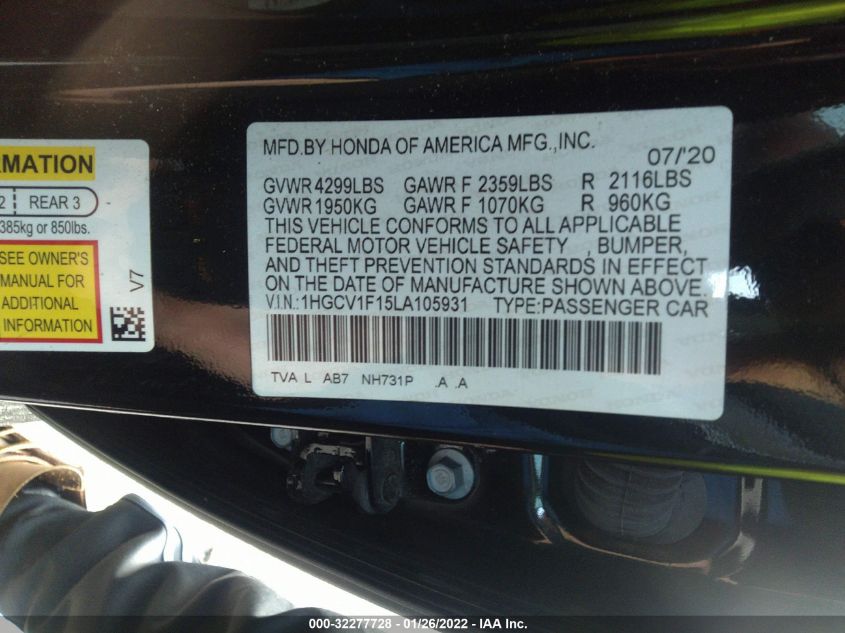 RMATION
2 REAR 3
385kg or 850lbs.
SEE OWNER'S
MANUAL FOR
ADDITIONAL
INFORMATION
V7
MFD.BY HONDA OF AMERICA MFG.,INC.
07/'20
GVWR 4299LBS GAWR F 2359LBS R 2116LBS
GVWR 1950KG GAWR F 1070KG R 960KG
THIS VEHICLE CONFORMS TO ALL APPLICABLE
FEDERAL MOTOR VEHICLE SAFETY , BUMPER,
AND THEFT PREVENTION STANDARDS IN EFFECT
ON THE DATE OF MANUFACTURE SHOWN ABOVE.
V.I.N.:1HGCV1F15LA105931 TYPE:PASSENGER CAR
TVA L AB7 NH731P .A .A
000-32277728 - 01/26/2022 - IAA Inc.